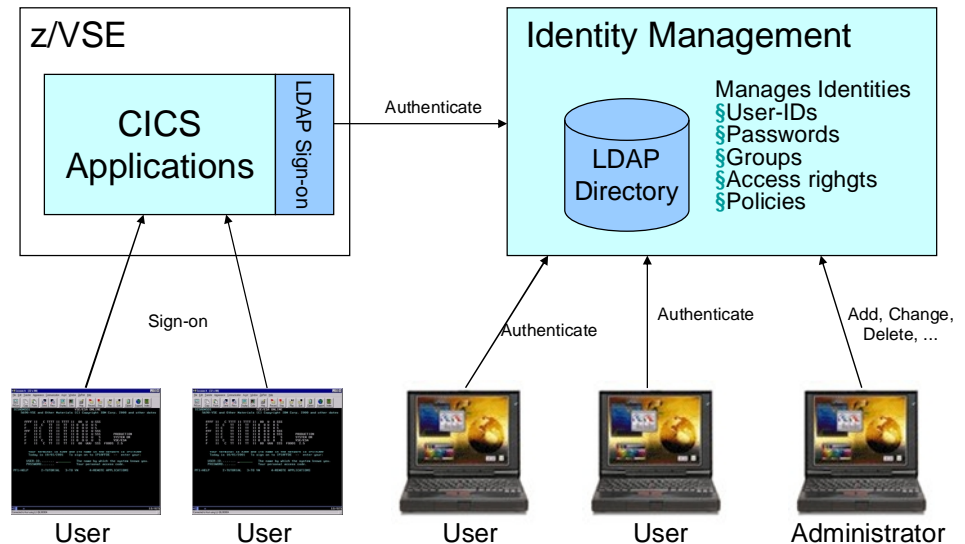 z/VSE
CICS
Applications
LDAP Sign-on
Authenticate
Identity Management
LDAP
Directory
Manages Identities
§User-IDs
§Passwords
§Groups
§Access righgts
§Policies
Sign-on
Authenticate
Authenticate
Add, Change,
Delete, ...
User
User
User
User
Administrator